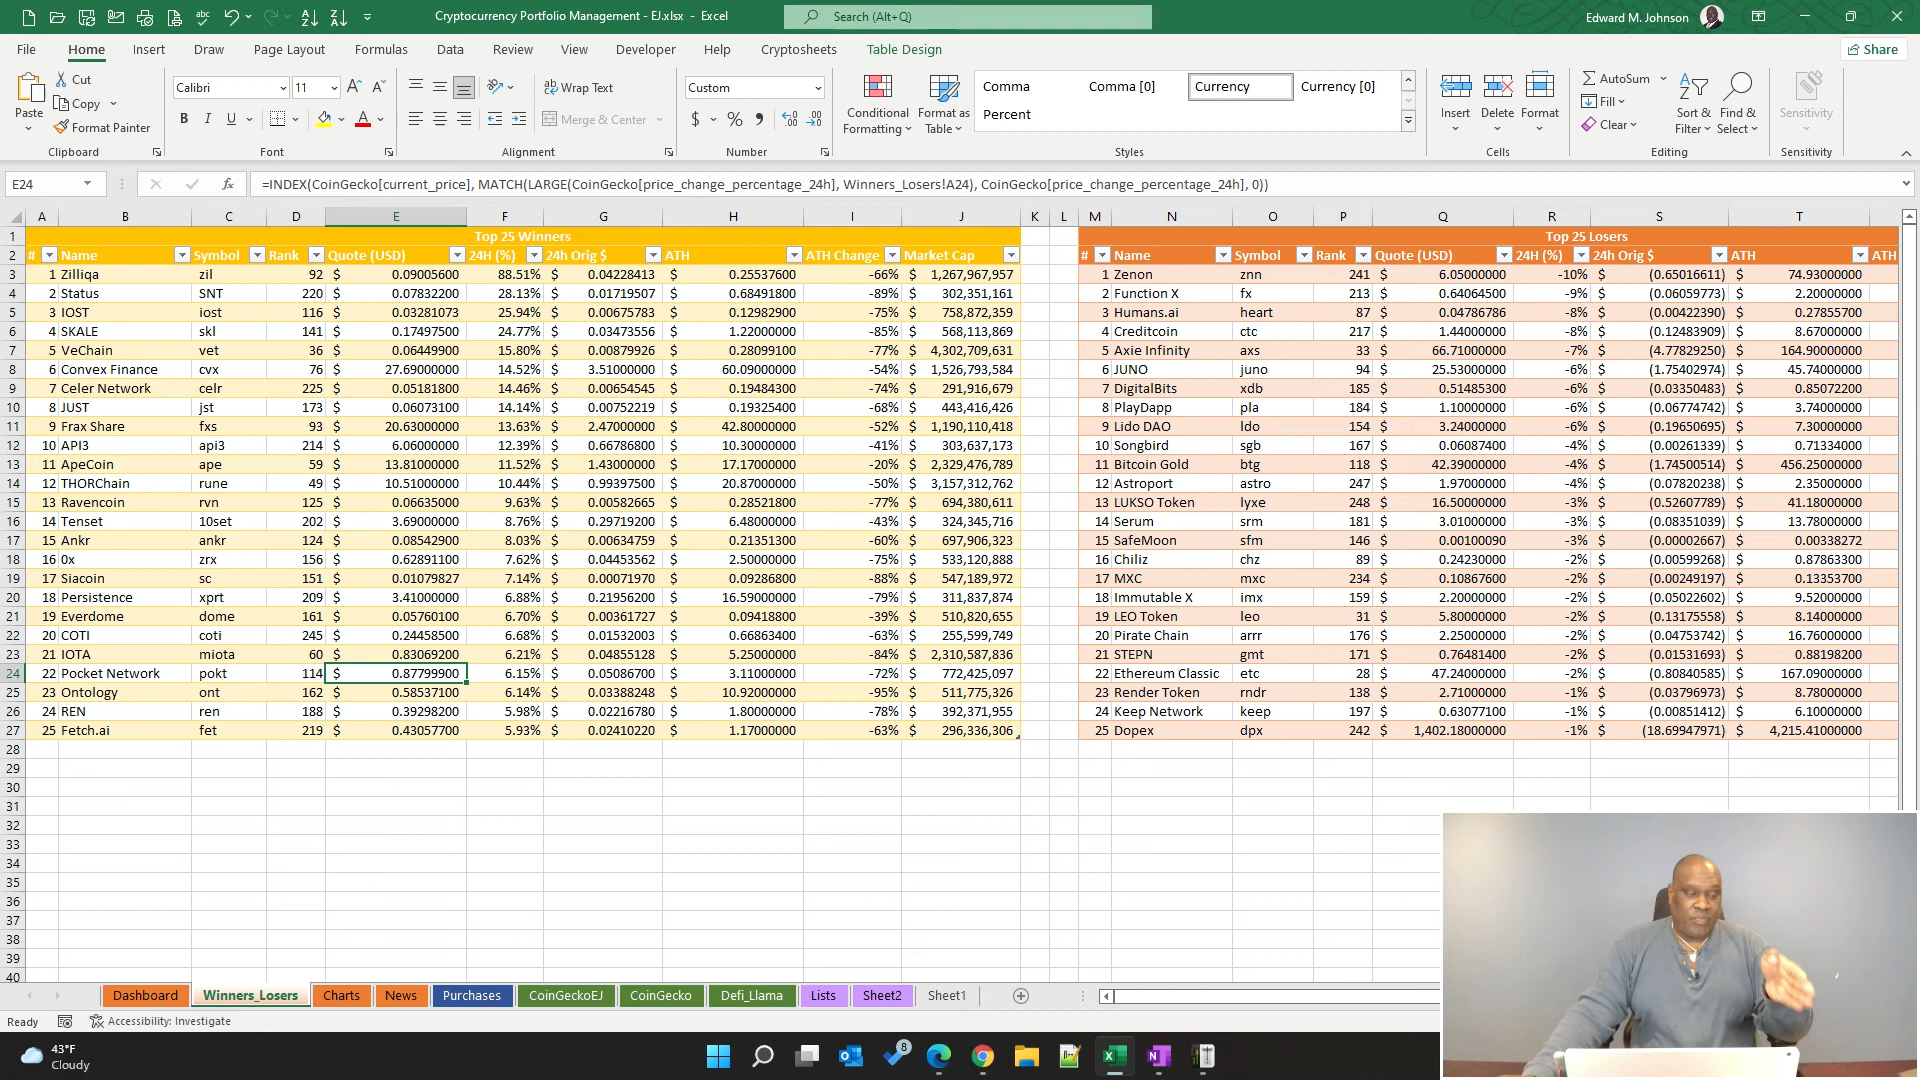 Cryptocurrency Portfolio Management - EJ.xlsx - Excel
Search (Alt+Q)
Edward M. Johnson
File Home Insert Draw Page Layout Formulas Data Review View Developer Help Cryptosheets Table Design Share
Paste Cut Copy Format Painter Clipboard
Calibri 11 B I U A Font
Wrap Text Merge & Center Alignment
Custom $ % Number
Conditional Formatting Format as Table
Comma Comma [0] Currency Currency [0]
Percent
Styles
Insert Delete Format Cells
AutoSum Fill Clear Sort & Filter Find & Select Editing
Sensitivity Sensitivity
E24 fx =INDEX(CoinGecko[current_price], MATCH(LARGE(CoinGecko[price_change_percentage_24h], Winners_Losers!A24), CoinGecko[price_change_percentage_24h], 0))
A B C D E F G H I J K L M N O P Q R S T
1 Top 25 Winners Top 25 Losers
2 # Name Symbol Rank Quote (USD) 24H (%) 24h Orig $ ATH ATH Change Market Cap # Name Symbol Rank Quote (USD) 24H (%) 24h Orig $ ATH ATH
3 1 Zilliqa zil 92 $ 0.09005600 88.51% $ 0.04228413 $ 0.25537600 -66% $ 1,267,967,957 1 Zenon znn 241 $ 6.05000000 -10% $ (0.65016611) $ 74.93000000
4 2 Status SNT 220 $ 0.07832200 28.13% $ 0.01719507 $ 0.68491800 -89% $ 302,351,161 2 Function X fx 213 $ 0.64064500 -9% $ (0.06059773) $ 2.20000000
5 3 IOST iost 116 $ 0.03281073 25.94% $ 0.00675783 $ 0.12982900 -75% $ 758,872,359 3 Humans.ai heart 87 $ 0.04786786 -8% $ (0.00422390) $ 0.27855700
6 4 SKALE skl 141 $ 0.17497500 24.77% $ 0.03473556 $ 1.22000000 -85% $ 568,113,869 4 Creditcoin ctc 217 $ 1.44000000 -8% $ (0.12483909) $ 8.67000000
7 5 VeChain vet 36 $ 0.06449900 15.80% $ 0.00879926 $ 0.28099100 -77% $ 4,302,709,631 5 Axie Infinity axs 33 $ 66.71000000 -7% $ (4.77829250) $ 164.90000000
8 6 Convex Finance cvx 76 $ 27.69000000 14.52% $ 3.51000000 $ 60.09000000 -54% $ 1,526,793,584 6 JUNO juno 94 $ 25.53000000 -6% $ (1.75402974) $ 45.74000000
9 7 Celer Network celr 225 $ 0.05181800 14.46% $ 0.00654545 $ 0.19484300 -74% $ 291,916,679 7 DigitalBits xdb 185 $ 0.51485300 -6% $ (0.03350483) $ 0.85072200
10 8 JUST jst 173 $ 0.06073100 14.14% $ 0.00752219 $ 0.19325400 -68% $ 443,416,426 8 PlayDapp pla 184 $ 1.10000000 -6% $ (0.06774742) $ 3.74000000
11 9 Frax Share fxs 93 $ 20.63000000 13.63% $ 2.47000000 $ 42.80000000 -52% $ 1,190,110,418 9 Lido DAO ldo 154 $ 3.24000000 -6% $ (0.19650695) $ 7.30000000
12 10 API3 api3 214 $ 6.06000000 12.39% $ 0.66786800 $ 10.30000000 -41% $ 303,637,173 10 Songbird sgb 167 $ 0.06087400 -4% $ (0.00261339) $ 0.71334000
13 11 ApeCoin ape 59 $ 13.81000000 11.52% $ 1.43000000 $ 17.17000000 -20% $ 2,329,476,789 11 Bitcoin Gold btg 118 $ 42.39000000 -4% $ (1.74500514) $ 456.25000000
14 12 THORChain rune 49 $ 10.51000000 10.44% $ 0.99397500 $ 20.87000000 -50% $ 3,157,312,762 12 Astroport astro 247 $ 1.97000000 -4% $ (0.07820238) $ 2.35000000
15 13 Ravencoin rvn 125 $ 0.06635000 9.63% $ 0.00582665 $ 0.28521800 -77% $ 694,380,611 13 LUKSO Token lyxe 248 $ 16.50000000 -3% $ (0.52607789) $ 41.18000000
16 14 Tenset 10set 202 $ 3.69000000 8.76% $ 0.29719200 $ 6.48000000 -43% $ 324,345,716 14 Serum srm 181 $ 3.01000000 -3% $ (0.08351039) $ 13.78000000
17 15 Ankr ankr 124 $ 0.08542900 8.03% $ 0.00634759 $ 0.21351300 -60% $ 697,906,323 15 SafeMoon sfm 146 $ 0.00100090 -3% $ (0.00002667) $ 0.00338272
18 16 0x zrx 156 $ 0.62891100 7.62% $ 0.04453562 $ 2.50000000 -75% $ 533,120,888 16 Chiliz chz 89 $ 0.24230000 -2% $ (0.00599268) $ 0.87863300
19 17 Siacoin sc 151 $ 0.01079827 7.14% $ 0.00071970 $ 0.09286800 -88% $ 547,189,972 17 MXC mxc 234 $ 0.10867600 -2% $ (0.00249197) $ 0.13353700
20 18 Persistence xprt 209 $ 3.41000000 6.88% $ 0.21956200 $ 16.59000000 -79% $ 311,837,874 18 Immutable X imx 159 $ 2.20000000 -2% $ (0.05022602) $ 9.52000000
21 19 Everdome dome 161 $ 0.05760100 6.70% $ 0.00361727 $ 0.09418800 -39% $ 510,820,655 19 LEO Token leo 31 $ 5.80000000 -2% $ (0.13175558) $ 8.14000000
22 20 COTI coti 245 $ 0.24458500 6.68% $ 0.01532003 $ 0.66863400 -63% $ 255,599,749 20 Pirate Chain arrr 176 $ 2.25000000 -2% $ (0.04753742) $ 16.76000000
23 21 IOTA miota 60 $ 0.83069200 6.21% $ 0.04855128 $ 5.25000000 -84% $ 2,310,587,836 21 STEPN gmt 171 $ 0.76481400 -2% $ (0.01531693) $ 0.88198200
24 22 Pocket Network pokt 114 $ 0.87799900 6.15% $ 0.05086700 $ 3.11000000 -72% $ 772,425,097 22 Ethereum Classic etc 28 $ 47.24000000 -2% $ (0.80840585) $ 167.09000000
25 23 Ontology ont 162 $ 0.58537100 6.14% $ 0.03388248 $ 10.92000000 -95% $ 511,775,326 23 Render Token rndr 138 $ 2.71000000 -1% $ (0.03796973) $ 8.78000000
26 24 REN ren 188 $ 0.39298200 5.98% $ 0.02216780 $ 1.80000000 -78% $ 392,371,955 24 Keep Network keep 197 $ 0.63077100 -1% $ (0.00851412) $ 6.10000000
27 25 Fetch.ai fet 219 $ 0.43057700 5.93% $ 0.02410220 $ 1.17000000 -63% $ 296,336,306 25 Dopex dpx 242 $ 1,402.18000000 -1% $ (18.69947971) $ 4,215.41000000
28
29
30
31
32
33
34
35
36
37
38
39
40
Dashboard Winners_Losers Charts News Purchases CoinGeckoEJ CoinGecko Defi_Llama Lists Sheet2 Sheet1
Ready Accessibility: Investigate
43°F
Cloudy
8